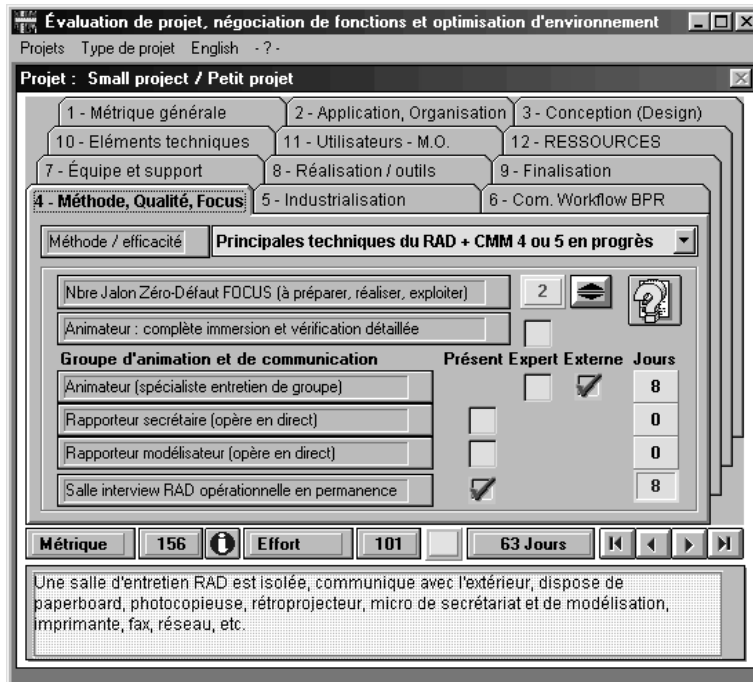 Évaluation de projet, négociation de fonctions et optimisation d'environnement
Projets Type de projet English - ? -
Projet : Small project / Petit projet
1 - Métrique générale 2 - Application, Organisation 3 - Conception (Design)
10 - Eléments techniques 11 - Utilisateurs - M.O. 12 - RESSOURCES
7 - Équipe et support 8 - Réalisation / outils 9 - Finalisation
4 - Méthode, Qualité, Focus 5 - Industrialisation 6 - Com. Workflow BPR
Méthode / efficacité Principales techniques du RAD + CMM 4 ou 5 en progrès
Nbre Jalon Zéro-Défaut FOCUS (à préparer, réaliser, exploiter) 2
Animateur : complète immersion et vérification détaillée
Groupe d'animation et de communication Présent Expert Externe Jours
Animateur (spécialiste entretien de groupe) 8
Rapporteur secrétaire (opère en direct) 0
Rapporteur modélisateur (opère en direct) 0
Salle interview RAD opérationnelle en permanence 8
Métrique 156 Effort 101 63 Jours
Une salle d'entretien RAD est isolée, communique avec l'extérieur, dispose de
paperboard, photocopieuse, rétroprojecteur, micro de secrétariat et de modélisation,
imprimante, fax, réseau, etc.